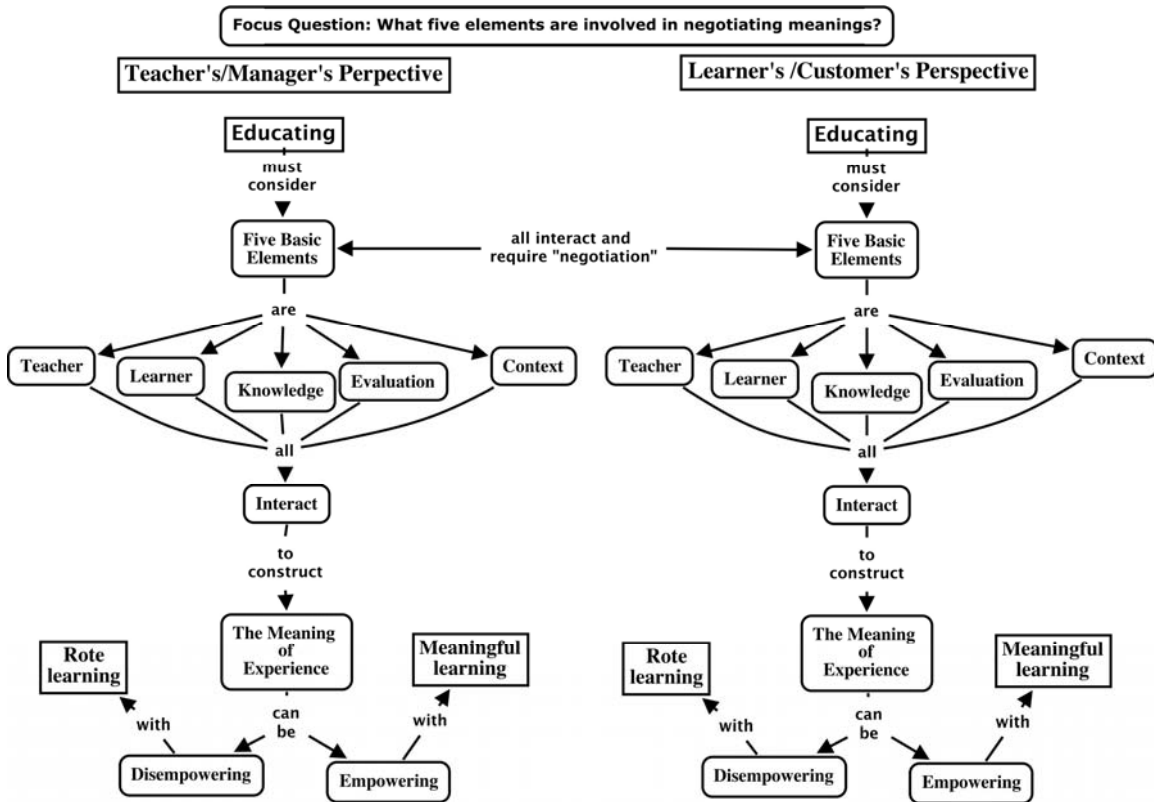 Focus Question: What five elements are involved in negotiating meanings?
Teacher's/Manager's Perpective
Learner's /Customer's Perspective
Educating
must
consider
Five Basic
Elements
all interact and
require "negotiation"
are
Teacher
Learner
Knowledge
Evaluation
Context
all
Interact
to
construct
The Meaning
of
Experience
Rote
learning
Meaningful
learning
with
can
be
with
Disempowering
Empowering
Educating
must
consider
Five Basic
Elements
are
Teacher
Learner
Knowledge
Evaluation
Context
all
Interact
to
construct
The Meaning
of
Experience
Rote
learning
Meaningful
learning
with
can
be
with
Disempowering
Empowering